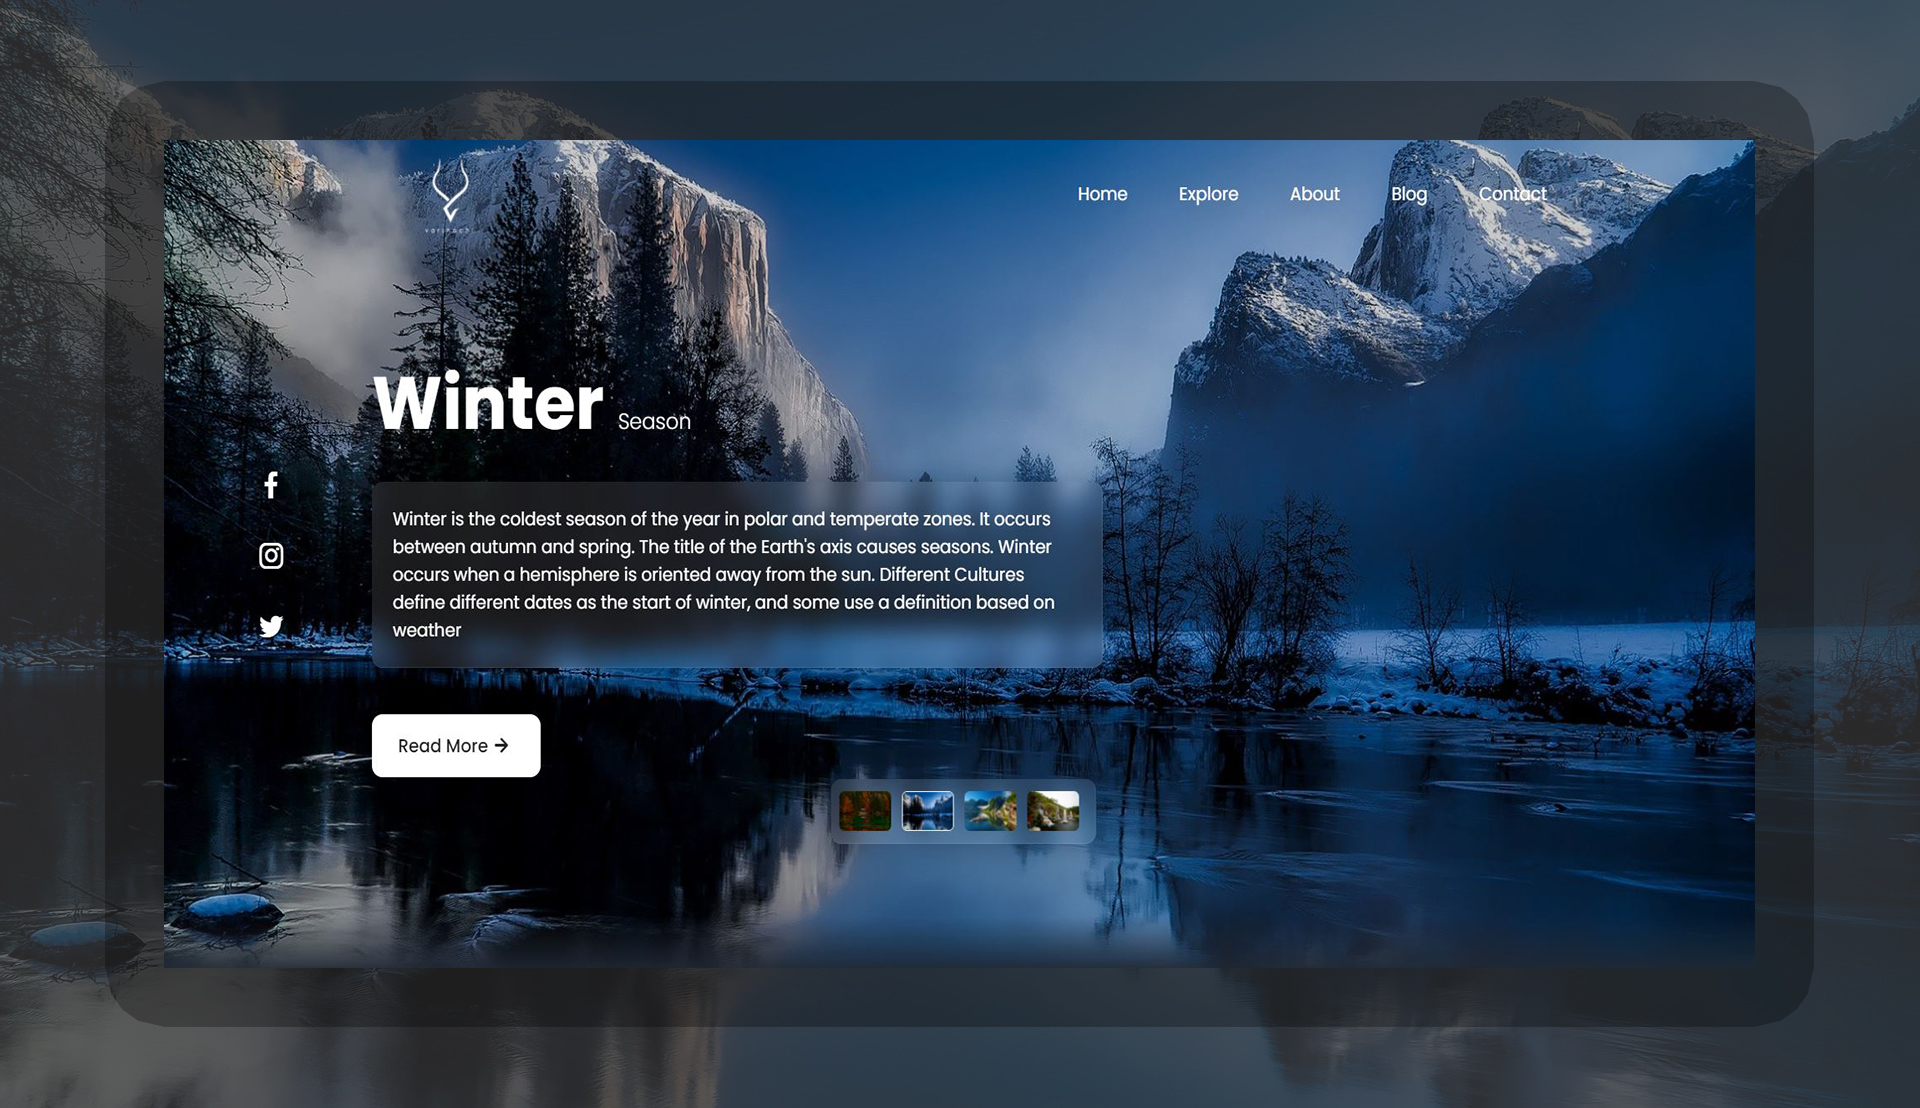 Home Explore About Blog Contact
Winter Season
Winter is the coldest season of the year in polar and temperate zones. It occurs
between autumn and spring. The title of the Earth's axis causes seasons. Winter
occurs when a hemisphere is oriented away from the sun. Different Cultures
define different dates as the start of winter, and some use a definition based on
weather
Read More